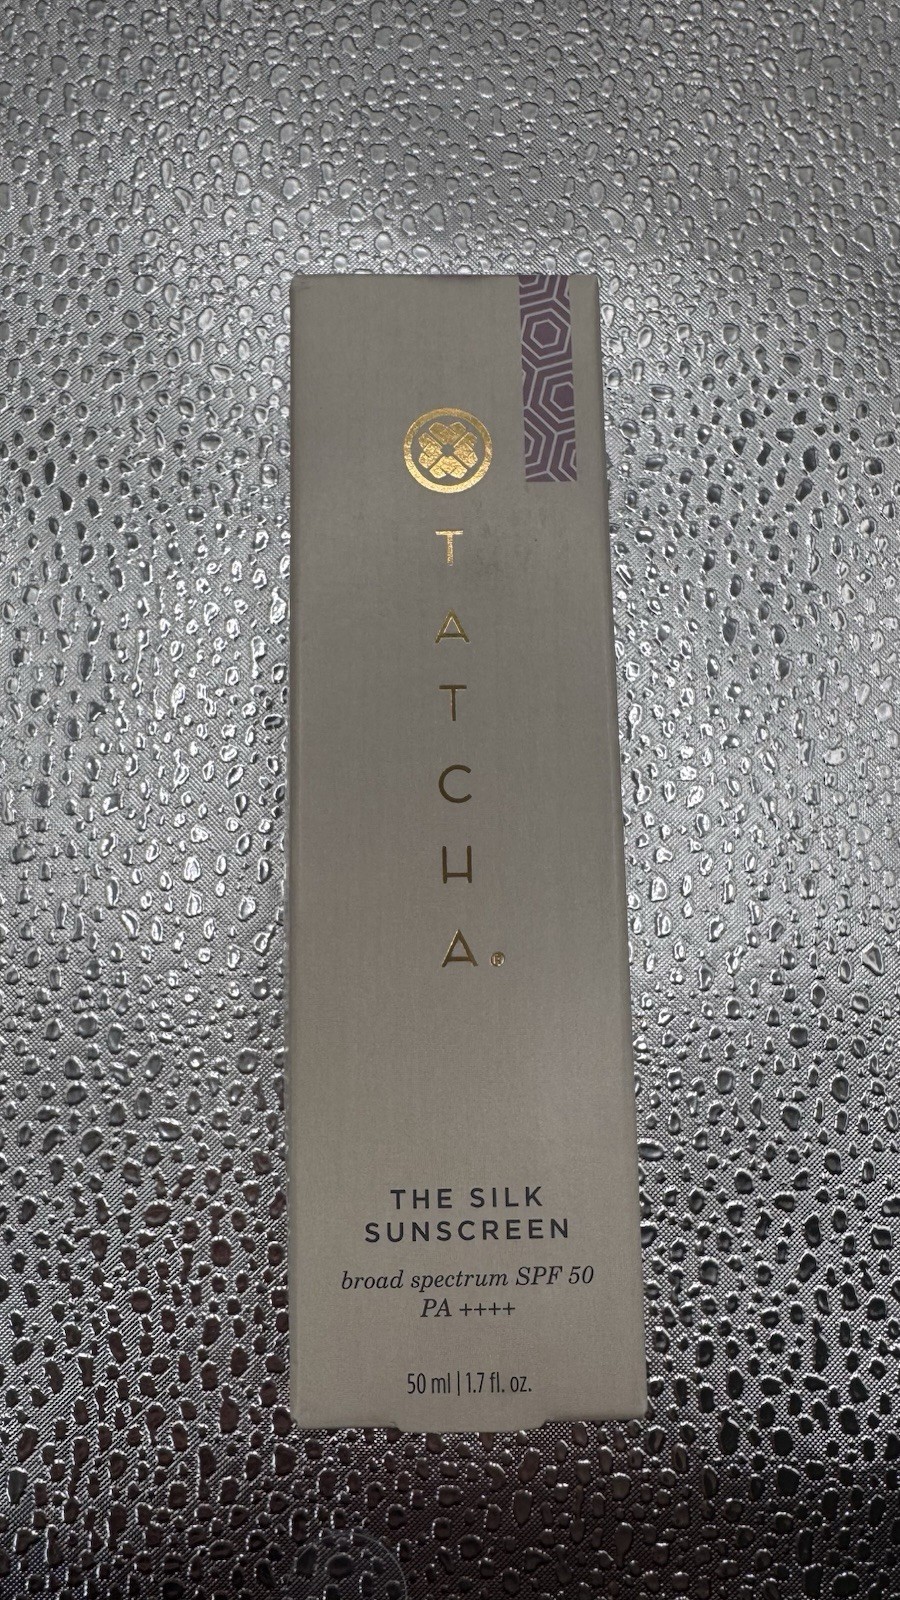 TATCHA®
THE SILK
SUNSCREEN
broad spectrum SPF 50
PA ++++
50 ml | 1.7 fl. oz.